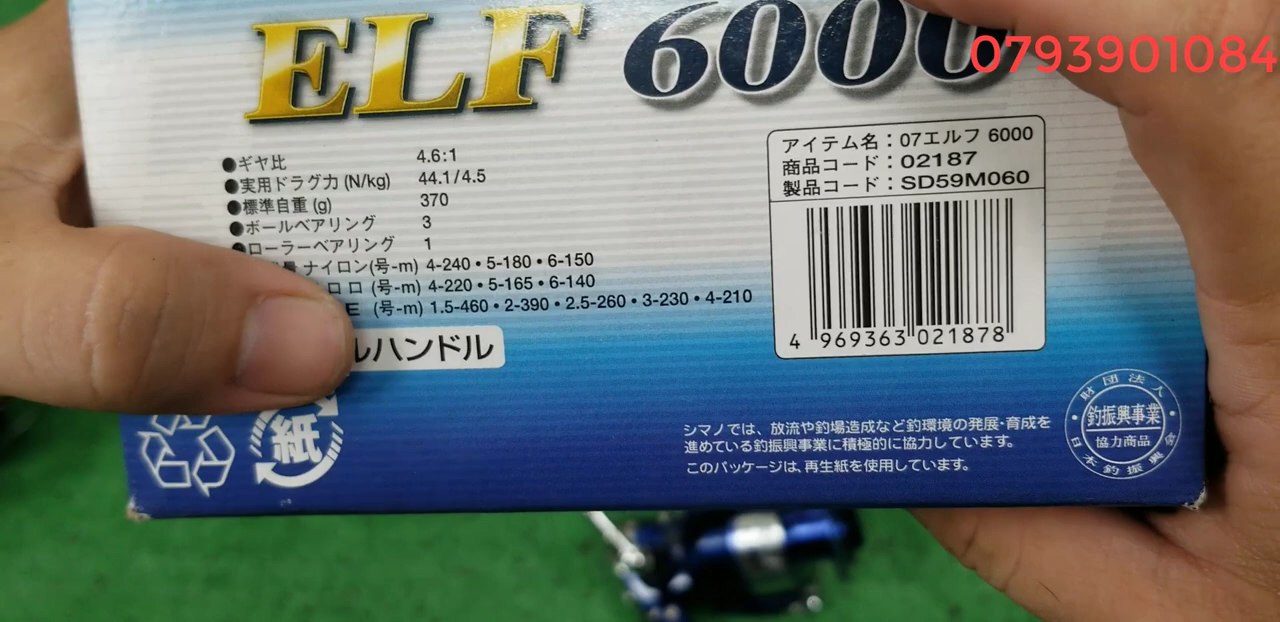 ELF 6000
0793901084
●ギヤ比 4.6:1
●実用ドラグ力 (N/kg) 44.1/4.5
●標準自重 (g) 370
●ボールベアリング 3
●ローラーベアリング 1
ナイロン(号-m) 4-240・5-180・6-150
フロロ (号-m) 4-220・5-165・6-140
E (号-m) 1.5-460・2-390・2.5-260・3-230・4-210
ルハンドル
アイテム名：07エルフ 6000
商品コード：02187
製品コード：SD59M060
4 969363 021878
紙
シマノでは、放流や釣場造成など釣環境の発展・育成を
進めている釣振興事業に積極的に協力しています。
このパッケージは、再生紙を使用しています。
財団法人
釣振興事業
協力商品
日本釣振興会